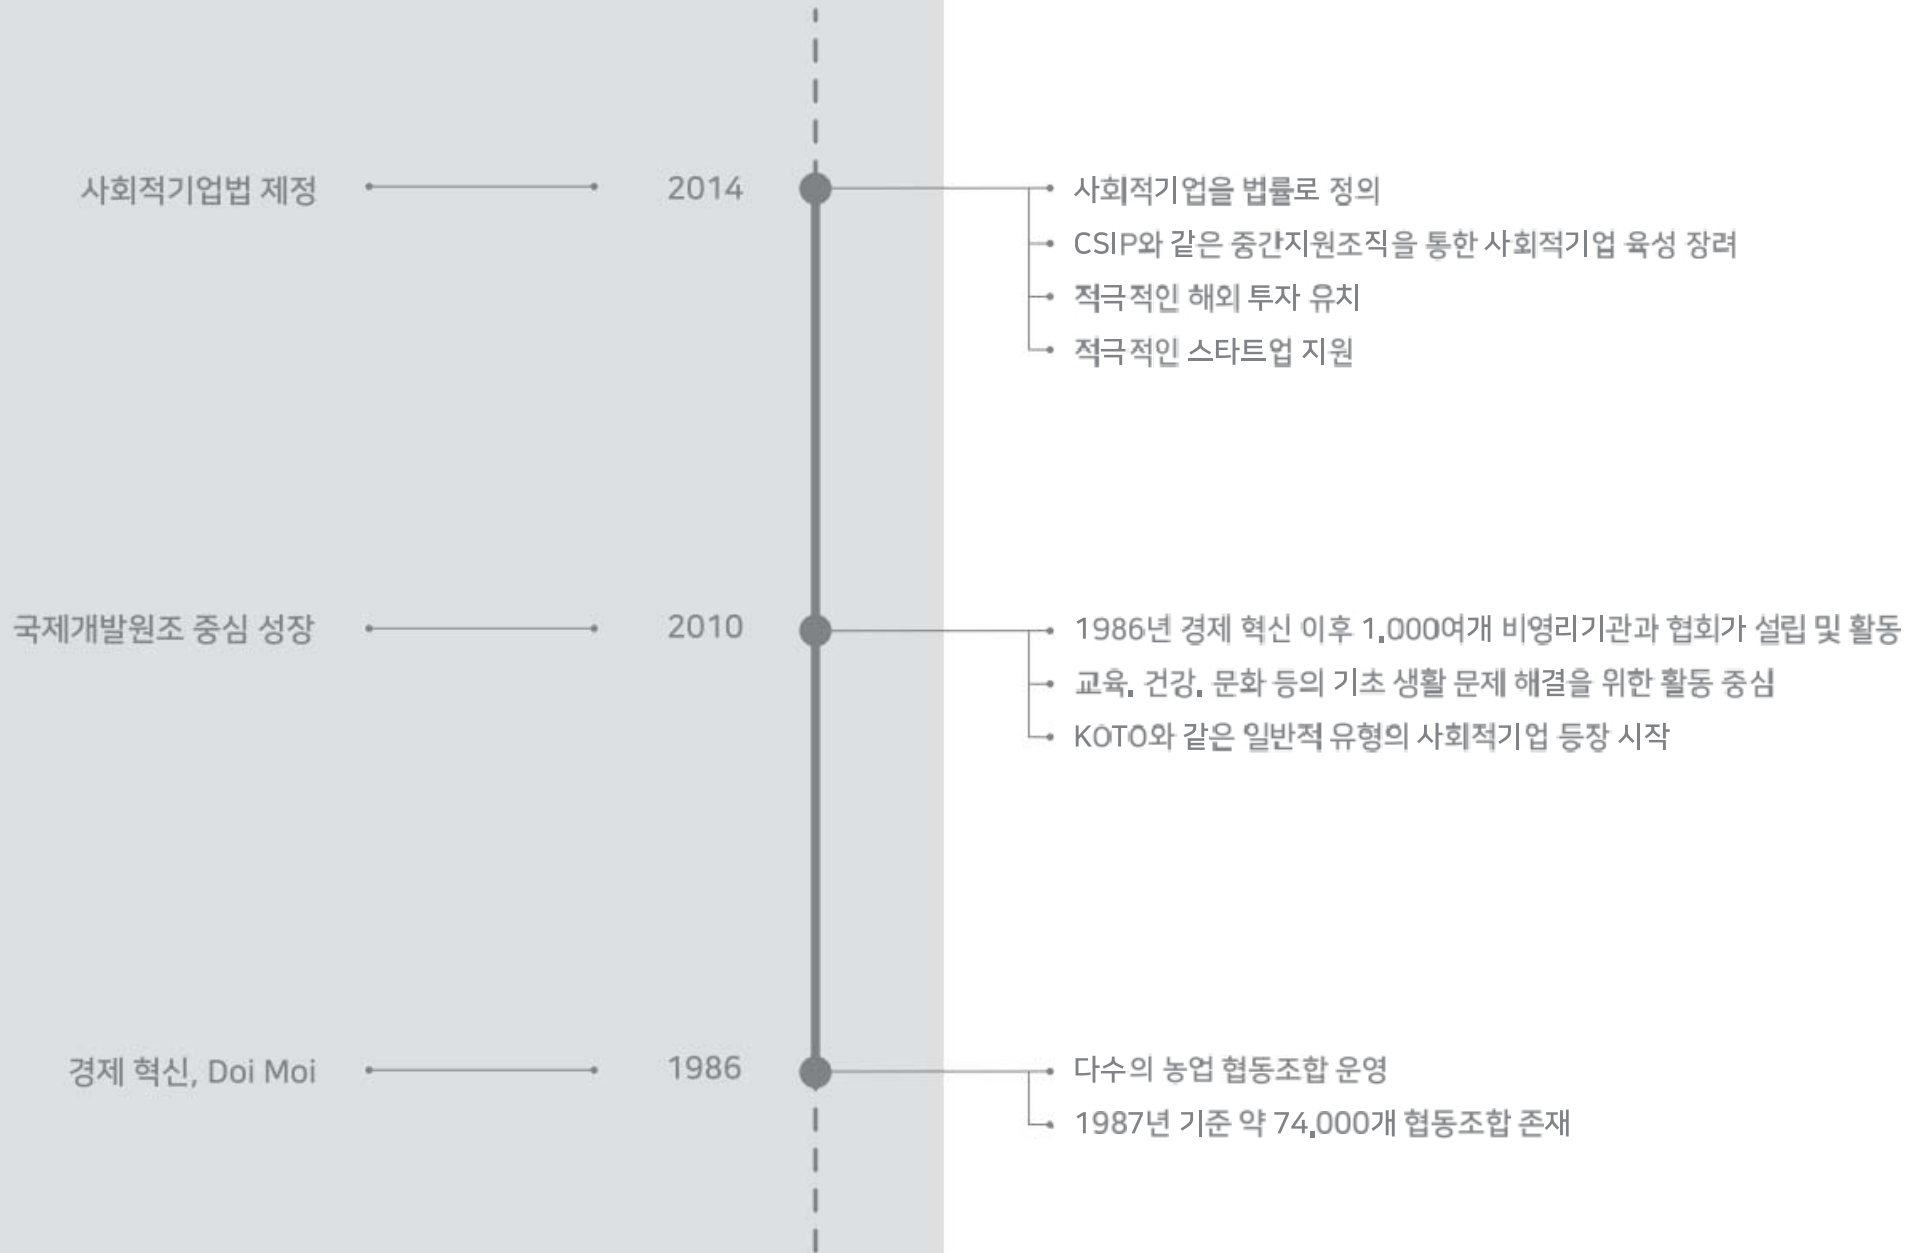 사회적기업법 제정
2014
사회적기업을 법률로 정의
CSIP와 같은 중간지원조직을 통한 사회적기업 육성 장려
적극적인 해외 투자 유치
적극적인 스타트업 지원
국제개발원조 중심 성장
2010
1986년 경제 혁신 이후 1,000여개 비영리기관과 협회가 설립 및 활동
교육, 건강, 문화 등의 기초 생활 문제 해결을 위한 활동 중심
KOTO와 같은 일반적 유형의 사회적기업 등장 시작
경제 혁신, Doi Moi
1986
다수의 농업 협동조합 운영
1987년 기준 약 74,000개 협동조합 존재